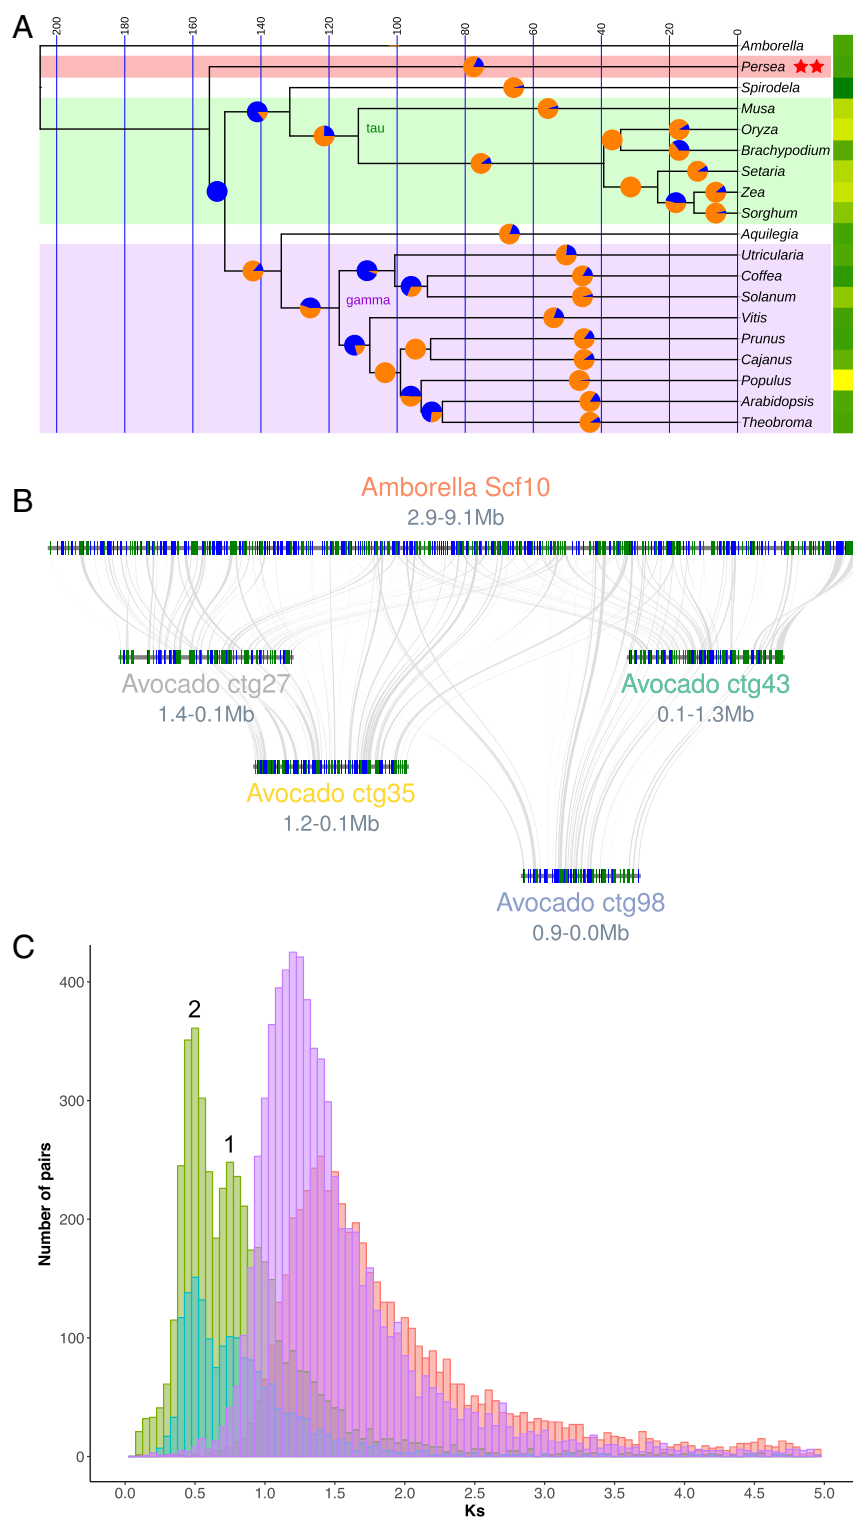 A
200 180 160 140 120 100 80 60 40 20 0
Amborella
Persea
Spirodela
Musa
tau
Oryza
Brachypodium
Setaria
Zea
Sorghum
Aquilegia
Utricularia
Coffea
gamma
Solanum
Vitis
Prunus
Cajanus
Populus
Arabidopsis
Theobroma
B
Amborella Scf10
2.9-9.1Mb
Avocado ctg27
1.4-0.1Mb
Avocado ctg43
0.1-1.3Mb
Avocado ctg35
1.2-0.1Mb
Avocado ctg98
0.9-0.0Mb
C
400
2
1
300
200
100
0
Number of pairs
0.0 0.5 1.0 1.5 2.0 2.5 3.0 3.5 4.0 4.5 5.0
Ks